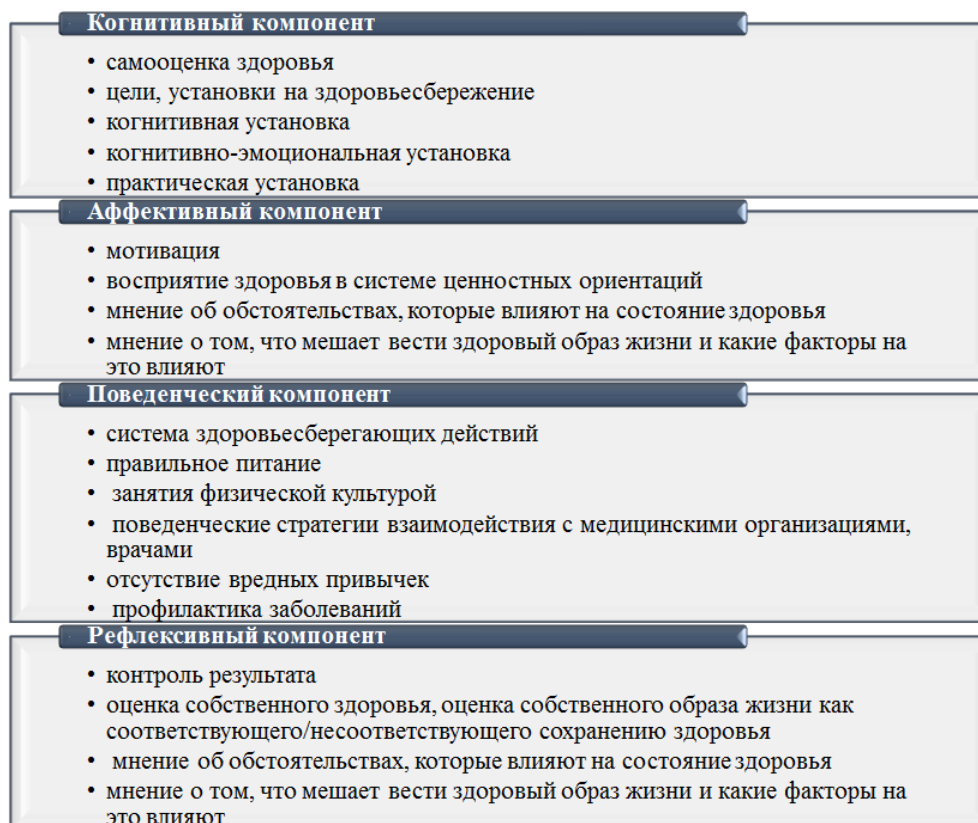 Когнитивный компонент
• самооценка здоровья
• цели, установки на здоровьесбережение
• когнитивная установка
• когнитивно-эмоциональная установка
• практическая установка
Аффективный компонент
• мотивация
• восприятие здоровья в системе ценностных ориентаций
• мнение об обстоятельствах, которые влияют на состояние здоровья
• мнение о том, что мешает вести здоровый образ жизни и какие факторы на
это влияют
Поведенческий компонент
• система здоровьесберегающих действий
• правильное питание
• занятия физической культурой
• поведенческие стратегии взаимодействия с медицинскими организациями,
врачами
• отсутствие вредных привычек
• профилактика заболеваний
Рефлексивный компонент
• контроль результата
• оценка собственного здоровья, оценка собственного образа жизни как
соответствующего/несоответствующего сохранению здоровья
• мнение об обстоятельствах, которые влияют на состояние здоровья
• мнение о том, что мешает вести здоровый образ жизни и какие факторы на
это влияют